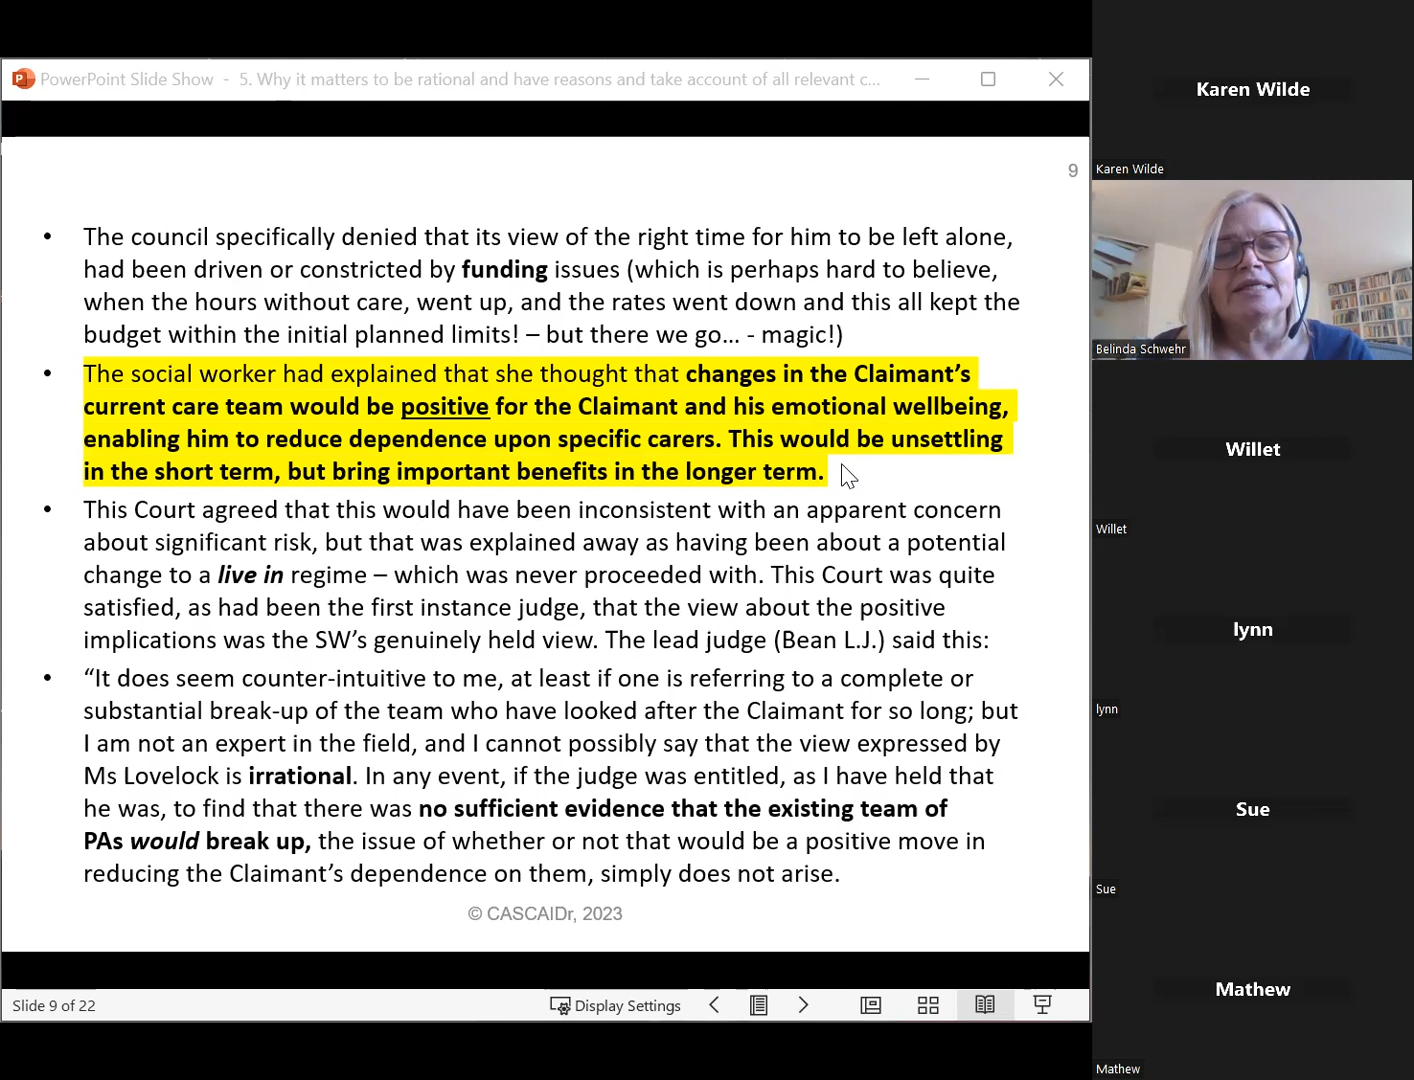 PowerPoint Slide Show - 5. Why it matters to be rational and have reasons and take account of all relevant c...
9
• The council specifically denied that its view of the right time for him to be left alone,
had been driven or constricted by funding issues (which is perhaps hard to believe,
when the hours without care, went up, and the rates went down and this all kept the
budget within the initial planned limits! – but there we go... - magic!)
• The social worker had explained that she thought that changes in the Claimant’s
current care team would be positive for the Claimant and his emotional wellbeing,
enabling him to reduce dependence upon specific carers. This would be unsettling
in the short term, but bring important benefits in the longer term.
• This Court agreed that this would have been inconsistent with an apparent concern
about significant risk, but that was explained away as having been about a potential
change to a live in regime – which was never proceeded with. This Court was quite
satisfied, as had been the first instance judge, that the view about the positive
implications was the SW’s genuinely held view. The lead judge (Bean L.J.) said this:
• “It does seem counter-intuitive to me, at least if one is referring to a complete or
substantial break-up of the team who have looked after the Claimant for so long; but
I am not an expert in the field, and I cannot possibly say that the view expressed by
Ms Lovelock is irrational. In any event, if the judge was entitled, as I have held that
he was, to find that there was no sufficient evidence that the existing team of
PAs would break up, the issue of whether or not that would be a positive move in
reducing the Claimant’s dependence on them, simply does not arise.
© CASCAIDr, 2023
Slide 9 of 22
Display Settings
Karen Wilde
Karen Wilde
Belinda Schwehr
Willet
Willet
lynn
lynn
Sue
Sue
Mathew
Mathew